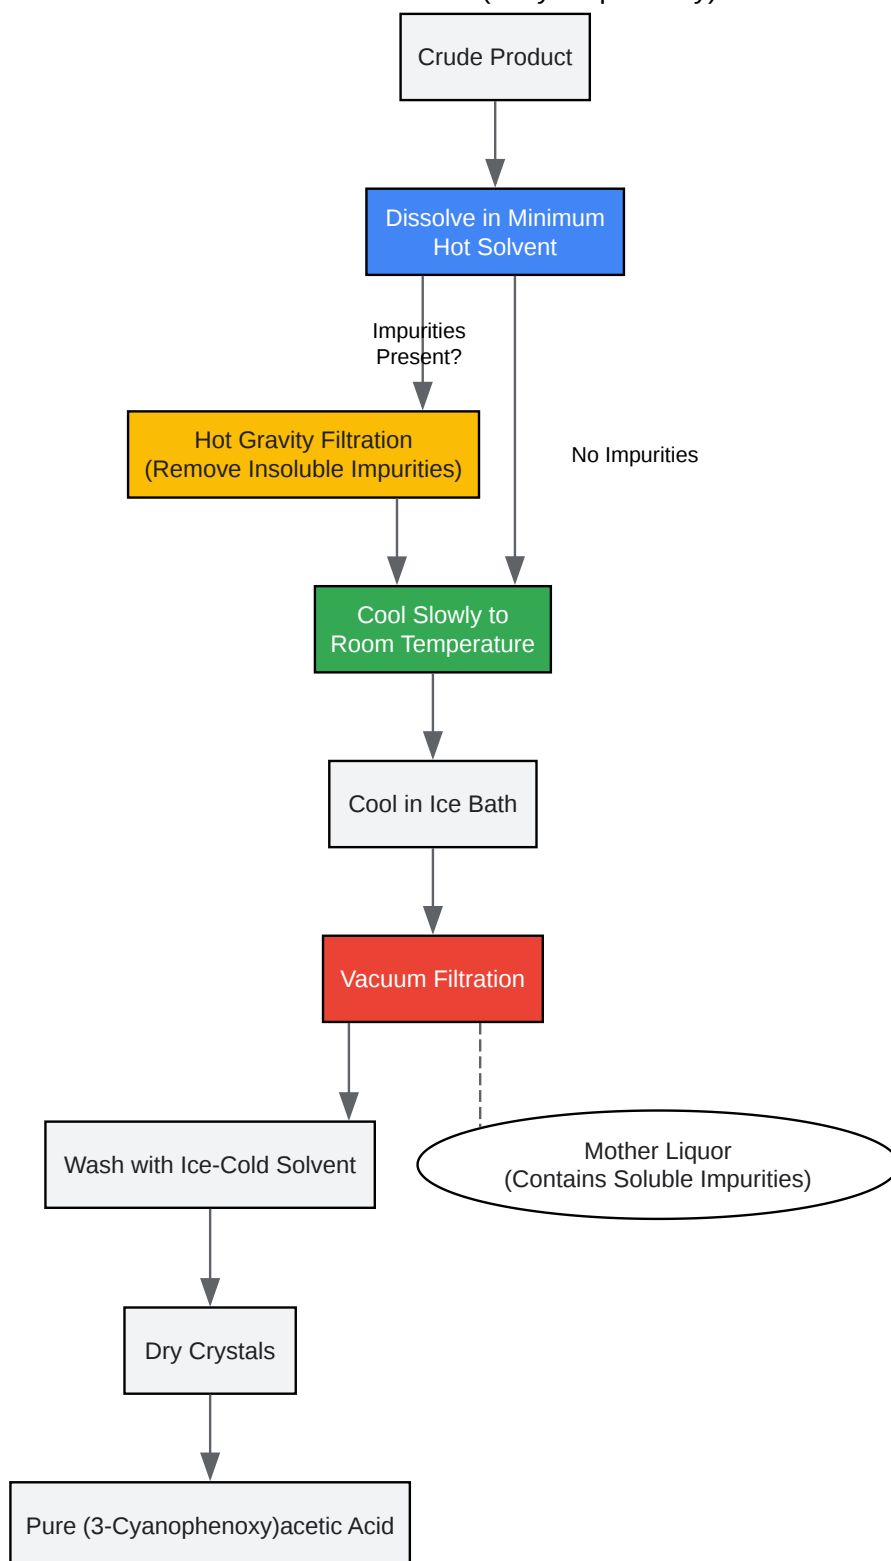 Crude Product
Dissolve in Minimum
Hot Solvent
Impurities
Present?
Hot Gravity Filtration
(Remove Insoluble Impurities)
No Impurities
Cool Slowly to
Room Temperature
Cool in Ice Bath
Vacuum Filtration
Wash with Ice-Cold Solvent
Mother Liquor
(Contains Soluble Impurities)
Dry Crystals
Pure (3-Cyanophenoxy)acetic Acid